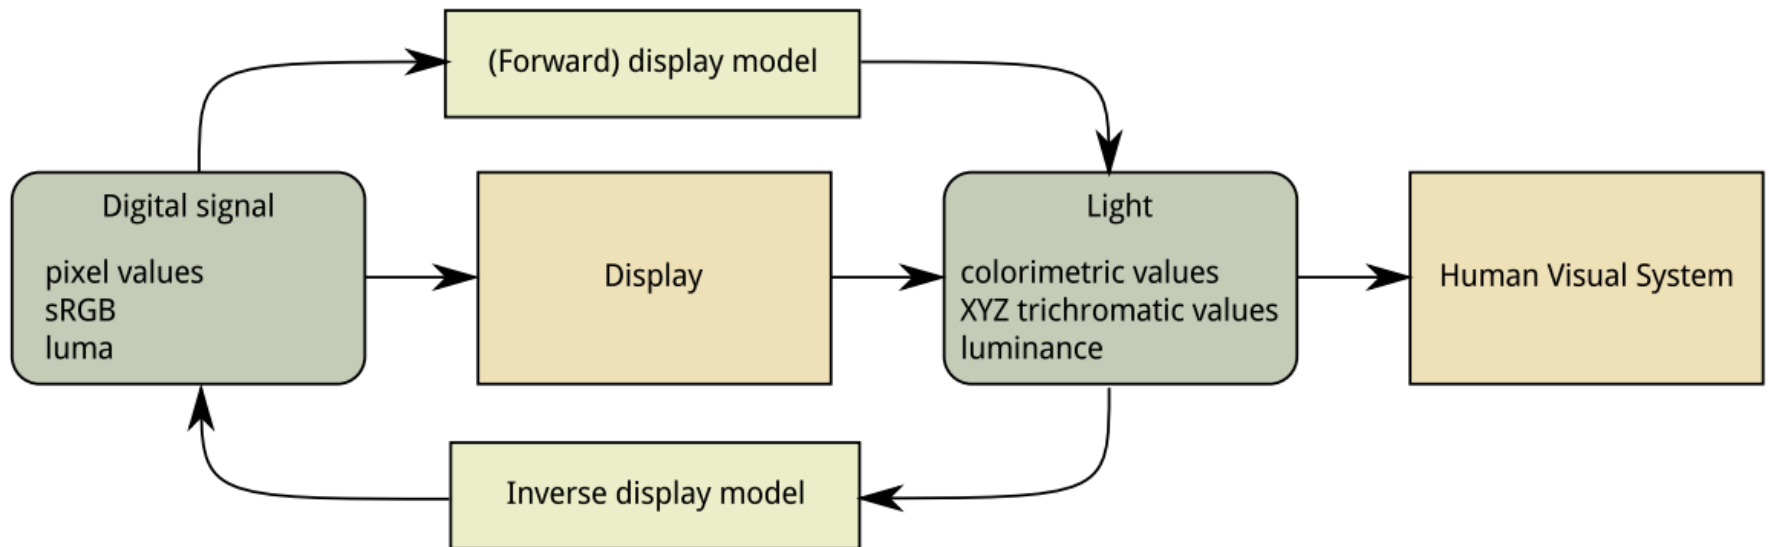 (Forward) display model
Digital signal
pixel values
sRGB
luma
Display
Light
colorimetric values
XYZ trichromatic values
luminance
Human Visual System
Inverse display model